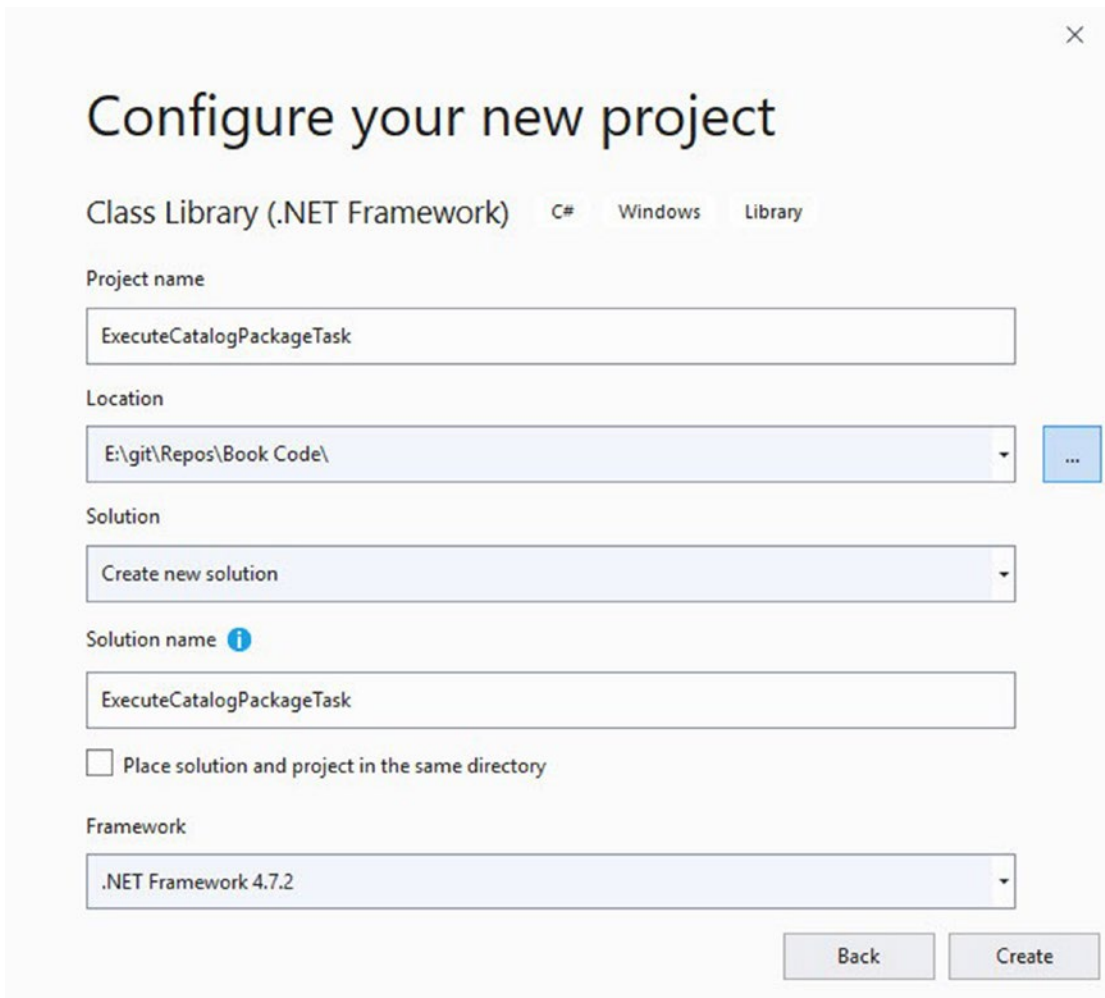 Configure your new project
Class Library (.NET Framework) C# Windows Library
Project name
ExecuteCatalogPackageTask
Location
E:\git\Repos\Book Code\
...
Solution
Create new solution
Solution name
ExecuteCatalogPackageTask
Place solution and project in the same directory
Framework
.NET Framework 4.7.2
Back Create